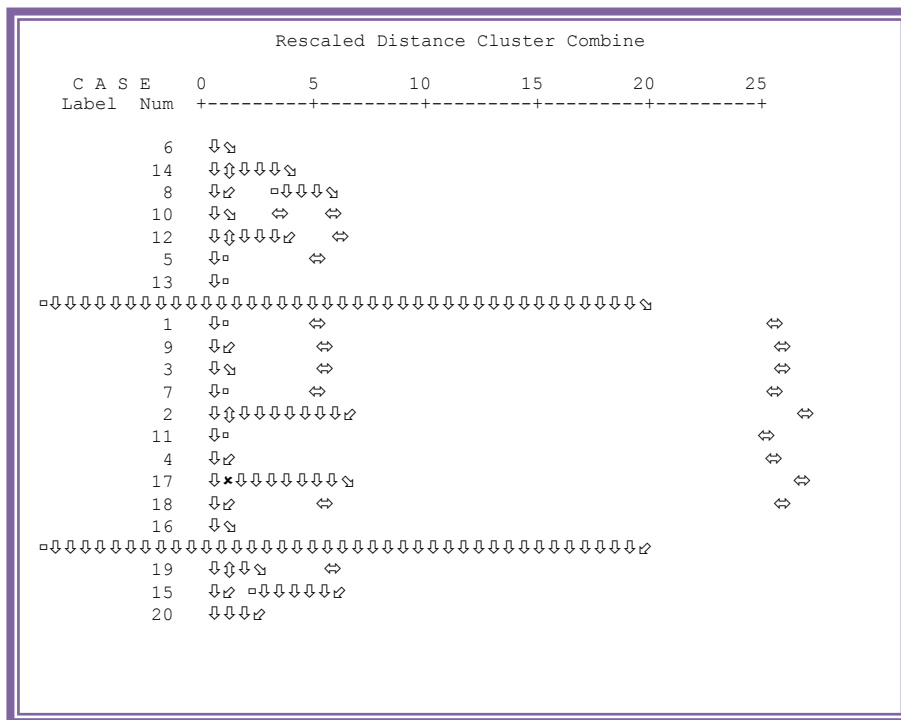 Rescaled Distance Cluster Combine
C A S E 0 5 10 15 20 25
Label Num +---------+---------+---------+---------+---------+
6 ⇩⇘
14 ⇩⇕⇩⇩⇩⇘
8 ⇩⇙ ▫⇩⇩⇩⇘
10 ⇩⇘ ⇔ ⇔
12 ⇩⇕⇩⇩⇩⇙ ⇔
5 ⇩▫ ⇔
13 ⇩▫
▫⇩⇩⇩⇩⇩⇩⇩⇩⇩⇩⇩⇩⇩⇩⇩⇩⇩⇩⇩⇩⇩⇩⇩⇩⇩⇩⇩⇩⇩⇩⇩⇩⇩⇩⇩⇩⇩⇩⇩⇘
1 ⇩▫ ⇔ ⇔
9 ⇩⇙ ⇔ ⇔
3 ⇩⇘ ⇔ ⇔
7 ⇩▫ ⇔ ⇔
2 ⇩⇕⇩⇩⇩⇩⇩⇩⇩⇙ ⇔
11 ⇩▫ ⇔
4 ⇩⇙ ⇔
17 ⇩×⇩⇩⇩⇩⇩⇩⇩⇘ ⇔
18 ⇩⇙ ⇔ ⇔
16 ⇩⇘
▫⇩⇩⇩⇩⇩⇩⇩⇩⇩⇩⇩⇩⇩⇩⇩⇩⇩⇩⇩⇩⇩⇩⇩⇩⇩⇩⇩⇩⇩⇩⇩⇩⇩⇩⇩⇩⇩⇩⇩⇙
19 ⇩⇕⇩⇘ ⇔
15 ⇩⇙ ▫⇩⇩⇩⇩⇩⇙
20 ⇩⇩⇩⇙